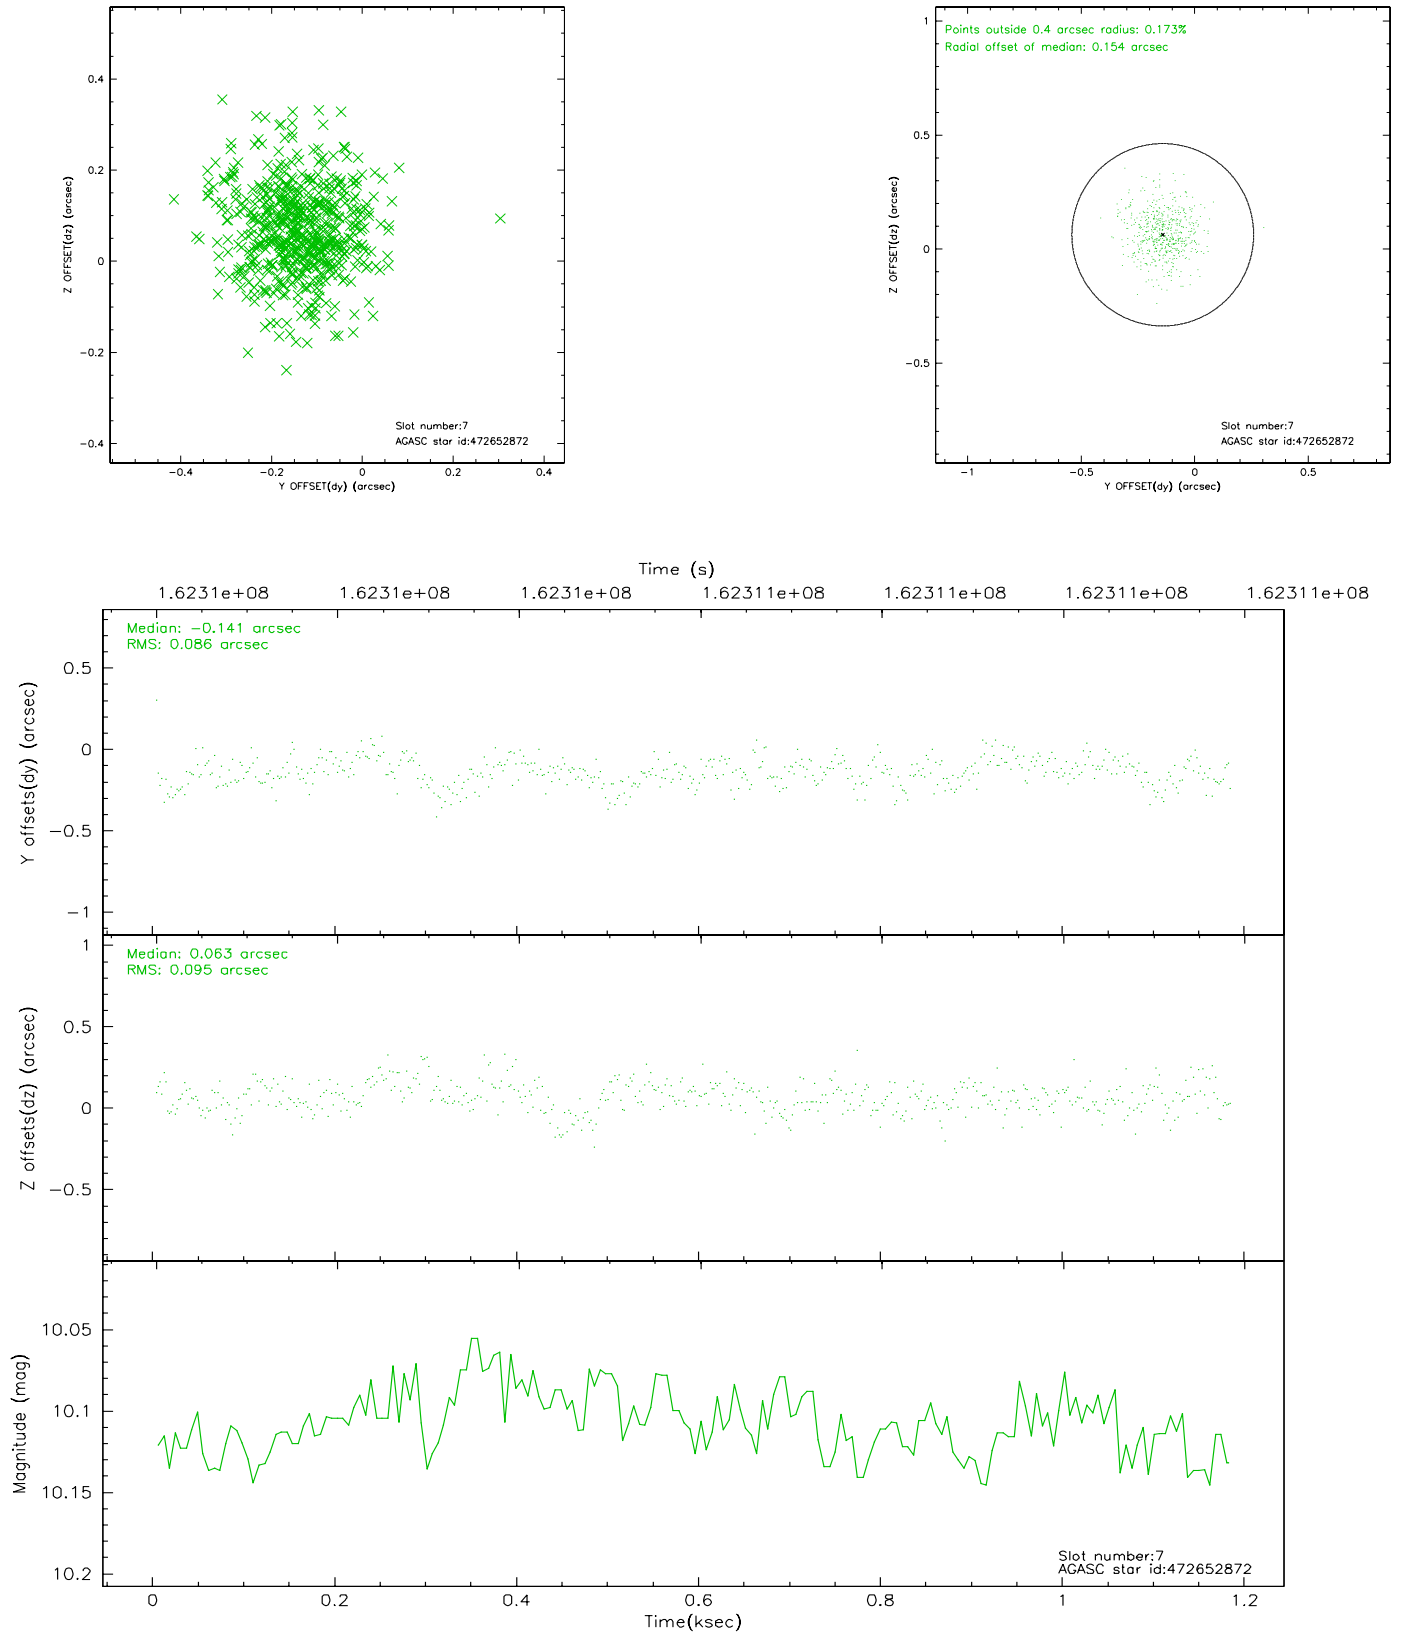 0.4
0.2
0
−0.2
−0.4
Z OFFSET(dz) (arcsec)
Slot number:7
AGASC star id:472652872
−0.4 −0.2 0 0.2 0.4
Y OFFSET(dy) (arcsec)
Points outside 0.4 arcsec radius: 0.173%
Radial offset of median: 0.154 arcsec
1
0.5
0
−0.5
Z OFFSET(dz) (arcsec)
Slot number:7
AGASC star id:472652872
−1 −0.5 0 0.5
Y OFFSET(dy) (arcsec)
Time (s)
1.6231e+08 1.6231e+08 1.6231e+08 1.62311e+08 1.62311e+08 1.62311e+08 1.62311e+08
Median: −0.141 arcsec
RMS: 0.086 arcsec
0.5
0
−0.5
−1
Y offsets(dy) (arcsec)
Median: 0.063 arcsec
RMS: 0.095 arcsec
1
0.5
0
−0.5
Z offsets(dz) (arcsec)
10.05
10.1
10.15
10.2
Magnitude (mag)
Slot number:7
AGASC star id:472652872
0 0.2 0.4 0.6 0.8 1 1.2
Time(ksec)